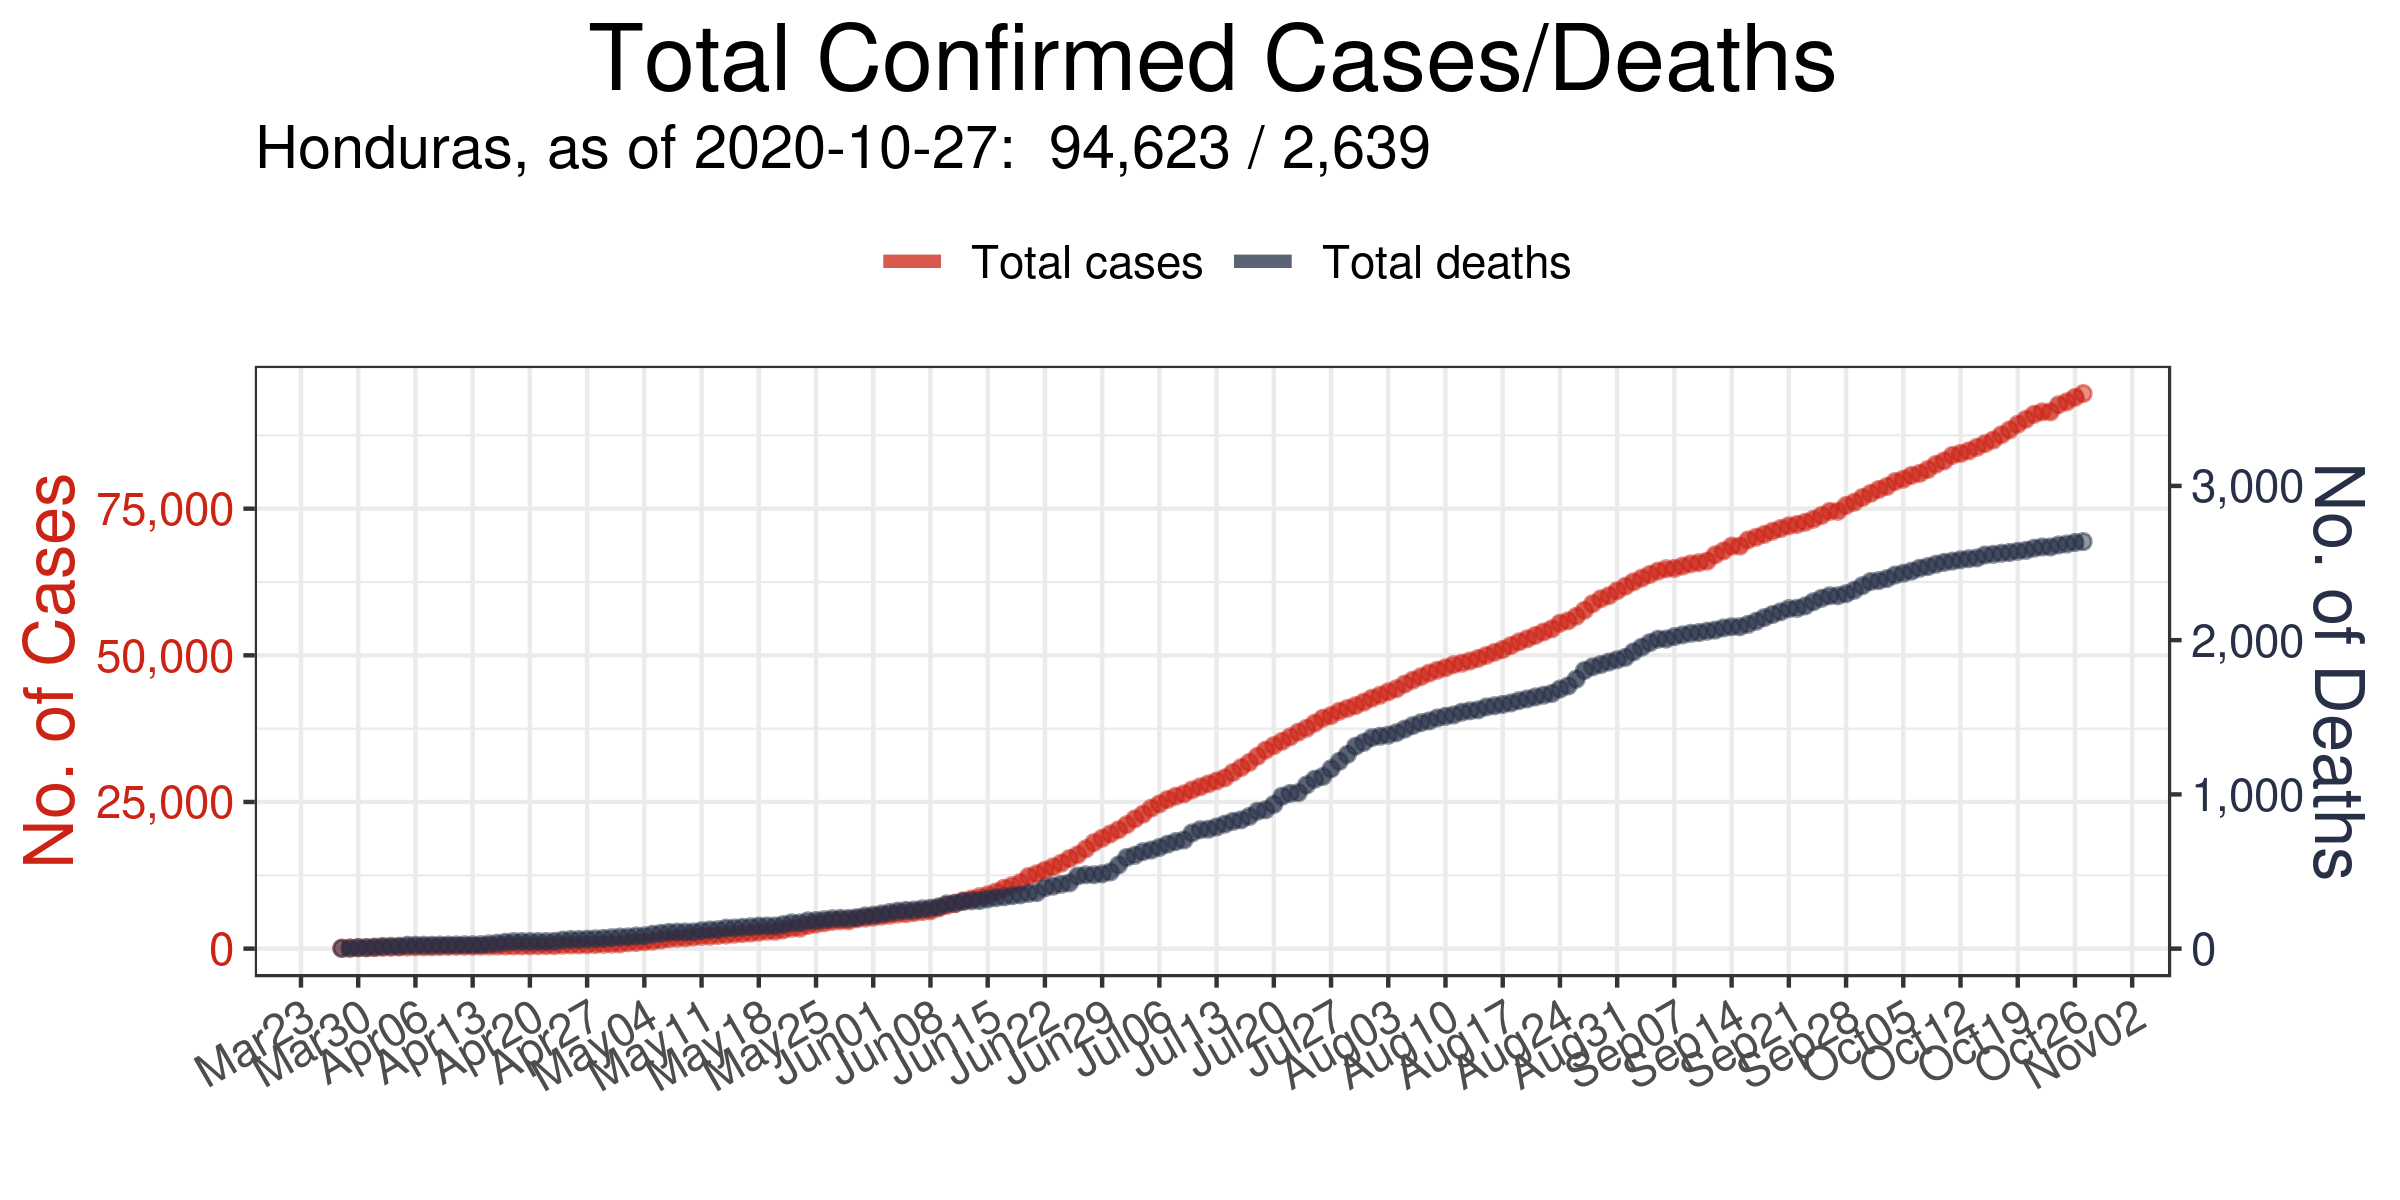 Total Confirmed Cases/Deaths
Honduras, as of 2020-10-27:  94,623 / 2,639
Total cases
Total deaths
No. of Cases
75,000
50,000
25,000
0
3,000
2,000
1,000
0
No. of Deaths
Mar23
Mar30
Apr06
Apr13
Apr20
Apr27
May04
May11
May18
May25
Jun01
Jun08
Jun15
Jun22
Jun29
Jul06
Jul13
Jul20
Jul27
Aug03
Aug10
Aug17
Aug24
Aug31
Sep07
Sep14
Sep21
Sep28
Oct05
Oct12
Oct19
Oct26
Nov02